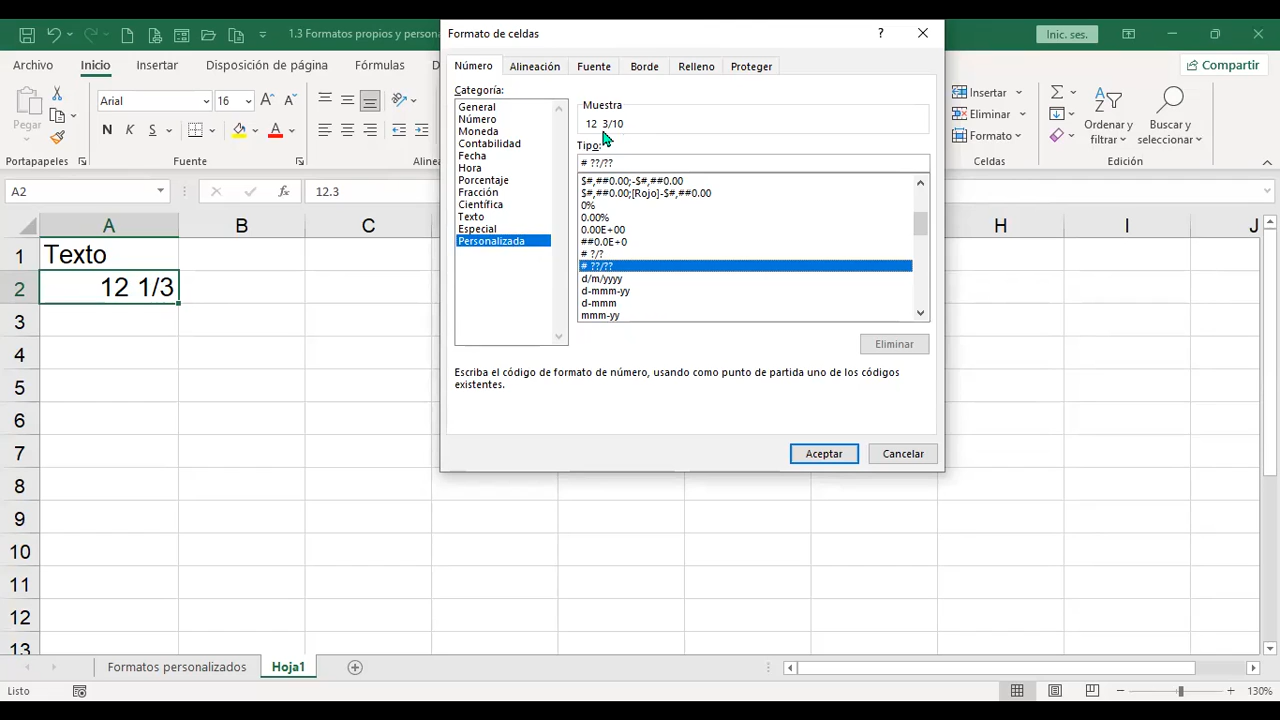 1.3 Formatos propios y persona
Formato de celdas
?
Inic. ses.
Archivo
Inicio
Insertar
Disposición de página
Fórmulas
Compartir
Número
Alineación
Fuente
Borde
Relleno
Proteger
Pegar
Arial
16
N K S
Portapapeles
Fuente
Aline
Insertar
Eliminar
Formato
Celdas
Ordenar y
filtrar
Buscar y
seleccionar
Edición
Categoría:
General
Número
Moneda
Contabilidad
Fecha
Hora
Porcentaje
Fracción
Científica
Texto
Especial
Personalizada
Muestra
12  3/10
Tipo:
# ??/??
$#,##0.00;-$#,##0.00
$#,##0.00;[Rojo]-$#,##0.00
0%
0.00%
0.00E+00
##0.0E+0
# ?/?
# ??/??
d/m/yyyy
d-mmm-yy
d-mmm
mmm-yy
Eliminar
Escriba el código de formato de número, usando como punto de partida uno de los códigos
existentes.
Aceptar
Cancelar
A2
fx
12.3
A B C H I J
1 Texto
2 12 1/3
3
4
5
6
7
8
9
10
11
12
13
Formatos personalizados
Hoja1
Listo
130%